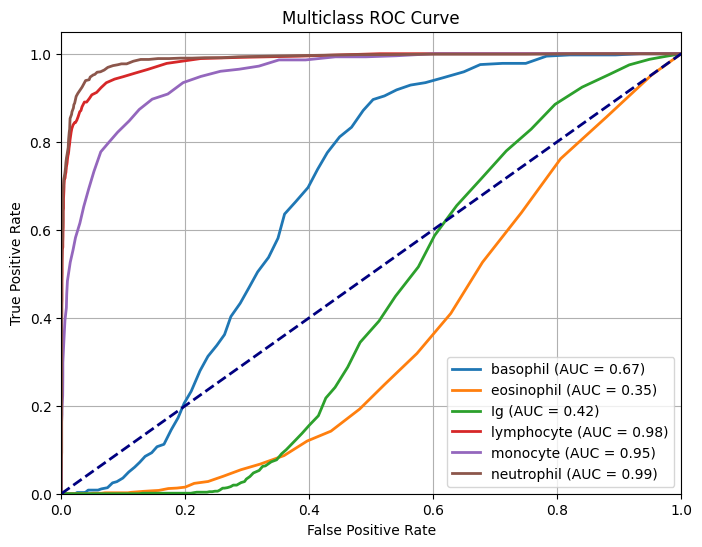 Multiclass ROC Curve
True Positive Rate
1.0
0.8
0.6
0.4
0.2
0.0
0.0 0.2 0.4 0.6 0.8 1.0
False Positive Rate
basophil (AUC = 0.67)
eosinophil (AUC = 0.35)
Ig (AUC = 0.42)
lymphocyte (AUC = 0.98)
monocyte (AUC = 0.95)
neutrophil (AUC = 0.99)